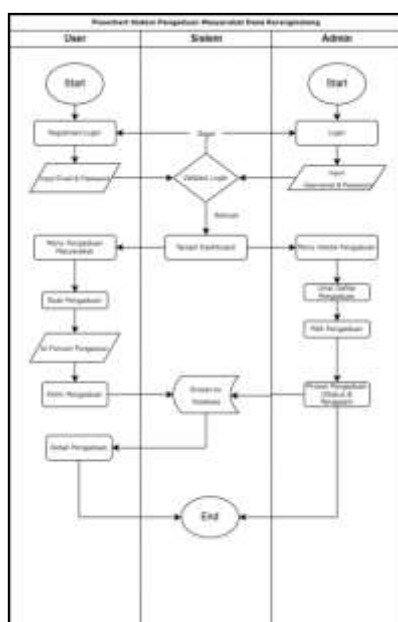 Flowchart Sistem Pengaduan Masyarakat Desa Karangmalang
User
Sistem
Admin
Start
Start
Registrasi/Login
Gagal
Login
Input Email & Password
Validasi Login
Input
Username & Password
Berhasil
Menu Pengaduan
Masyarakat
Tampil Dashboard
Menu Kelola Pengaduan
Buat Pengaduan
Lihat Daftar
Pengaduan
Isi Formulir Pengaduan
Pilih Pengaduan
Kirim Pengaduan
Simpan ke
Database
Proses Pengaduan
(Status &
Tanggapan)
Detail Pengaduan
End